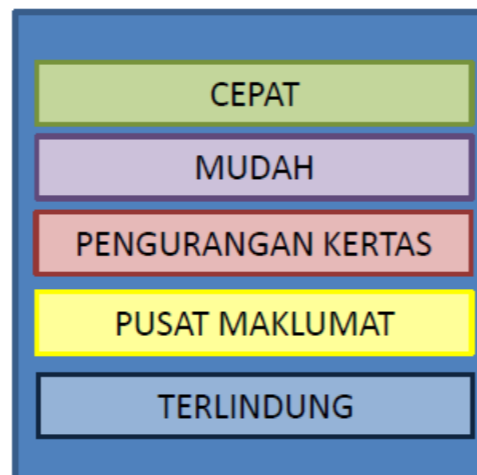 CEPAT
MUDAH
PENGURANGAN KERTAS
PUSAT MAKLUMAT
TERLINDUNG